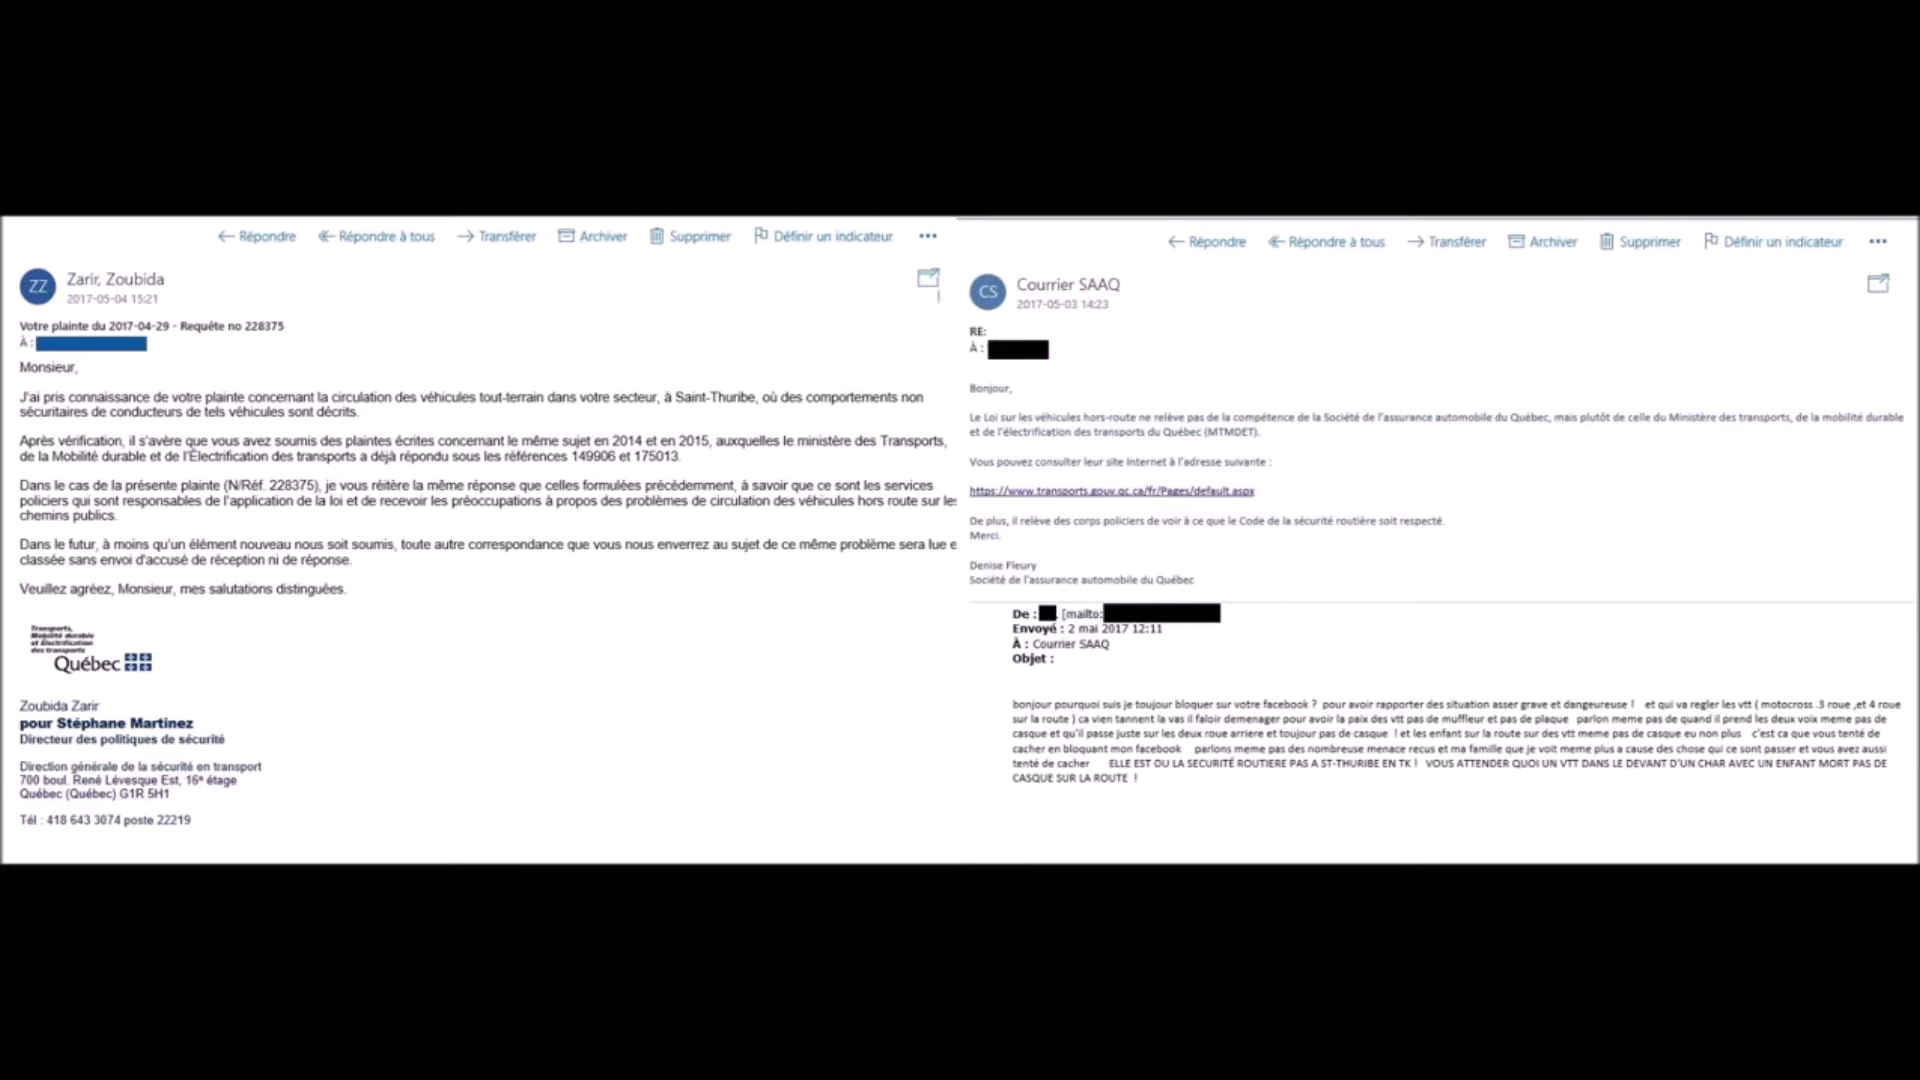 Répondre Répondre à tous Transférer Archiver Supprimer Définir un indicateur
ZZ
Zarir, Zoubida
2017-05-04 15:21
Votre plainte du 2017-04-29 - Requête no 228375
À :
Monsieur,
J'ai pris connaissance de votre plainte concernant la circulation des véhicules tout-terrain dans votre secteur, à Saint-Thuribe, où des comportements non
sécuritaires de conducteurs de tels véhicules sont décrits.
Après vérification, il s'avère que vous avez soumis des plaintes écrites concernant le même sujet en 2014 et en 2015, auxquelles le ministère des Transports,
de la Mobilité durable et de l'Électrification des transports a déjà répondu sous les références 149906 et 175013.
Dans le cas de la présente plainte (N/Réf. 228375), je vous réitère la même réponse que celles formulées précédemment, à savoir que ce sont les services
policiers qui sont responsables de l'application de la loi et de recevoir les préoccupations à propos des problèmes de circulation des véhicules hors route sur les
chemins publics.
Dans le futur, à moins qu'un élément nouveau nous soit soumis, toute autre correspondance que vous nous enverrez au sujet de ce même problème sera lue e
classée sans envoi d'accusé de réception ni de réponse.
Veuillez agréez, Monsieur, mes salutations distinguées.
Transports,
Mobilité durable
et Électrification
des transports
Québec
Zoubida Zarir
pour Stéphane Martinez
Directeur des politiques de sécurité
Direction générale de la sécurité en transport
700 boul. René Lévesque Est, 16e étage
Québec (Québec) G1R 5H1
Tél : 418 643 3074 poste 22219
Répondre Répondre à tous Transférer Archiver Supprimer Définir un indicateur
CS
Courrier SAAQ
2017-05-03 14:23
RE:
À :
Bonjour,
Le Loi sur les véhicules hors-route ne relève pas de la compétence de la Société de l'assurance automobile du Québec, mais plutôt de celle du Ministère des transports, de la mobilité durable
et de l'électrification des transports du Québec (MTMDET).
Vous pouvez consulter leur site Internet à l'adresse suivante :
https://www.transports.gouv.qc.ca/fr/Pages/default.aspx
De plus, il relève des corps policiers de voir à ce que le Code de la sécurité routière soit respecté.
Merci.
Denise Fleury
Société de l'assurance automobile du Québec
De : [mailto:
Envoyé : 2 mai 2017 12:11
À : Courrier SAAQ
Objet :
bonjour pourquoi suis je toujour bloquer sur votre facebook ? pour avoir rapporter des situation asser grave et dangeureuse ! et qui va regler les vtt ( motocross .3 roue ,et 4 roue
sur la route ) ca vien tannent la vas il faloir demenager pour avoir la paix des vtt pas de muffleur et pas de plaque parlon meme pas de quand il prend les deux voix meme pas de
casque et qu'il passe juste sur les deux roue arriere et toujour pas de casque ! et les enfant sur la route sur des vtt meme pas de casque eu non plus c'est ca que vous tenté de
cacher en bloquant mon facebook parlons meme pas des nombreuse menace recus et ma famille que je voit meme plus a cause des chose qui ce sont passer et vous avez aussi
tenté de cacher ELLE EST OU LA SECURITÉ ROUTIERE PAS A ST-THURIBE EN TK ! VOUS ATTENDER QUOI UN VTT DANS LE DEVANT D'UN CHAR AVEC UN ENFANT MORT PAS DE
CASQUE SUR LA ROUTE !